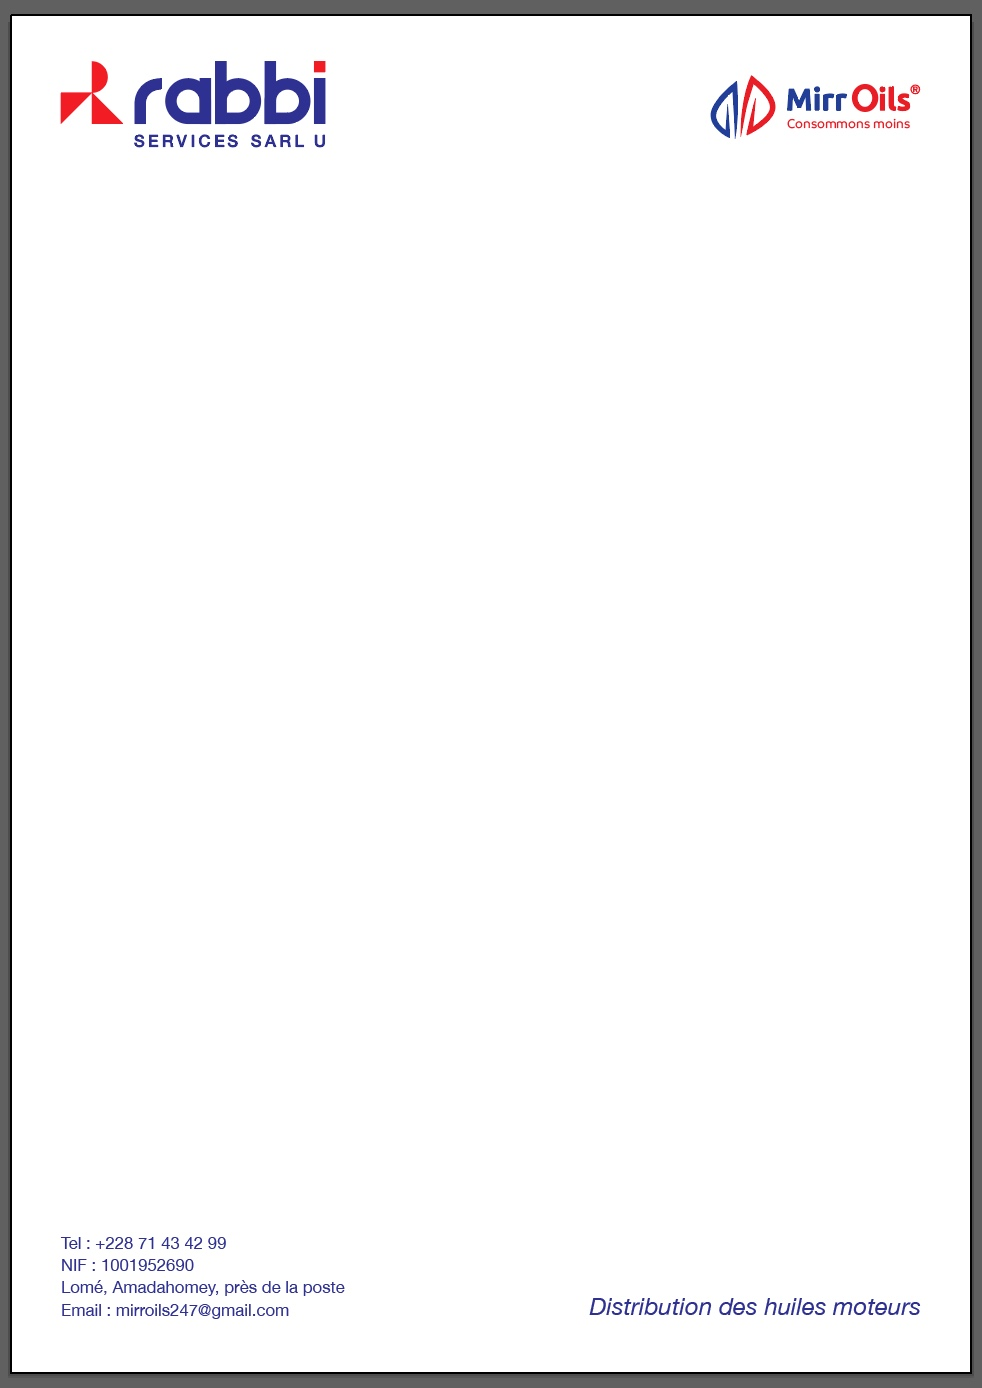 rabbi
SERVICES SARL U
Mirr Oils®
Consommons moins
Tel : +228 71 43 42 99
NIF : 1001952690
Lomé, Amadahomey, près de la poste
Email : mirroils247@gmail.com
Distribution des huiles moteurs